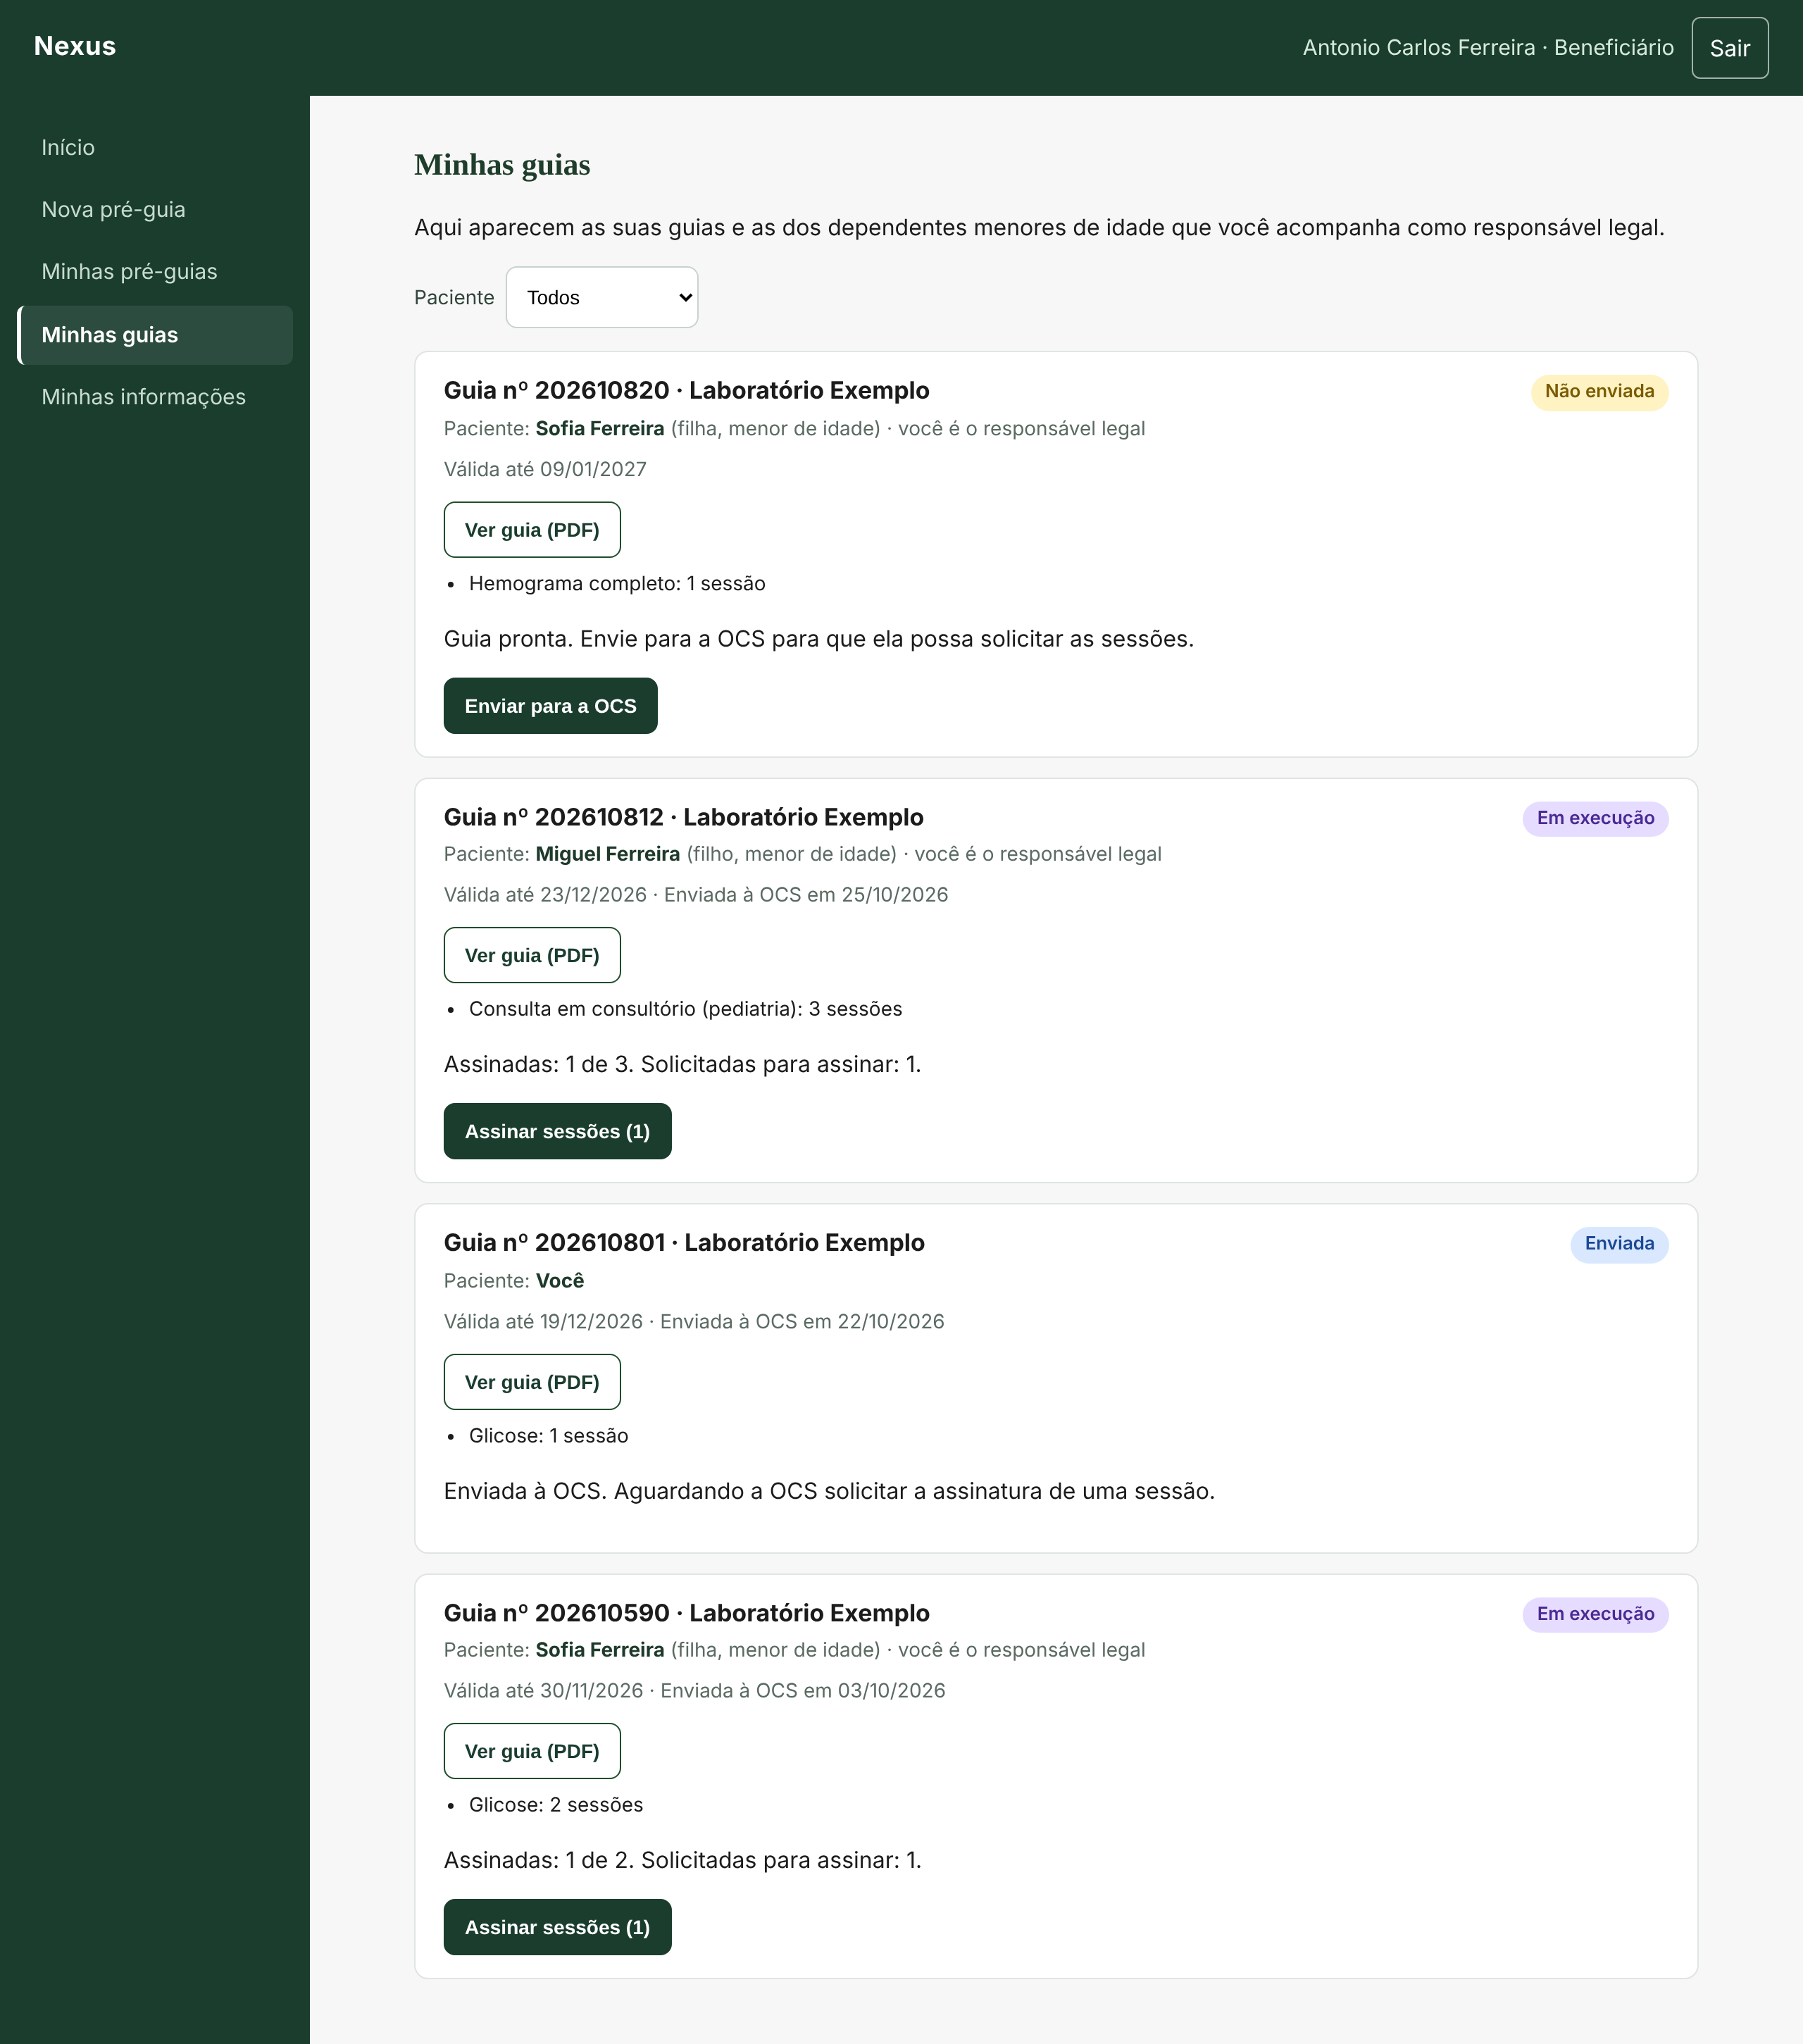 Nexus
Antonio Carlos Ferreira · Beneficiário
Sair
Início
Nova pré-guia
Minhas pré-guias
Minhas guias
Minhas informações
Minhas guias
Aqui aparecem as suas guias e as dos dependentes menores de idade que você acompanha como responsável legal.
Paciente
Todos
Guia nº 202610820 · Laboratório Exemplo
Não enviada
Paciente: Sofia Ferreira (filha, menor de idade) · você é o responsável legal
Válida até 09/01/2027
Ver guia (PDF)
• Hemograma completo: 1 sessão
Guia pronta. Envie para a OCS para que ela possa solicitar as sessões.
Enviar para a OCS
Guia nº 202610812 · Laboratório Exemplo
Em execução
Paciente: Miguel Ferreira (filho, menor de idade) · você é o responsável legal
Válida até 23/12/2026 · Enviada à OCS em 25/10/2026
Ver guia (PDF)
• Consulta em consultório (pediatria): 3 sessões
Assinadas: 1 de 3. Solicitadas para assinar: 1.
Assinar sessões (1)
Guia nº 202610801 · Laboratório Exemplo
Enviada
Paciente: Você
Válida até 19/12/2026 · Enviada à OCS em 22/10/2026
Ver guia (PDF)
• Glicose: 1 sessão
Enviada à OCS. Aguardando a OCS solicitar a assinatura de uma sessão.
Guia nº 202610590 · Laboratório Exemplo
Em execução
Paciente: Sofia Ferreira (filha, menor de idade) · você é o responsável legal
Válida até 30/11/2026 · Enviada à OCS em 03/10/2026
Ver guia (PDF)
• Glicose: 2 sessões
Assinadas: 1 de 2. Solicitadas para assinar: 1.
Assinar sessões (1)